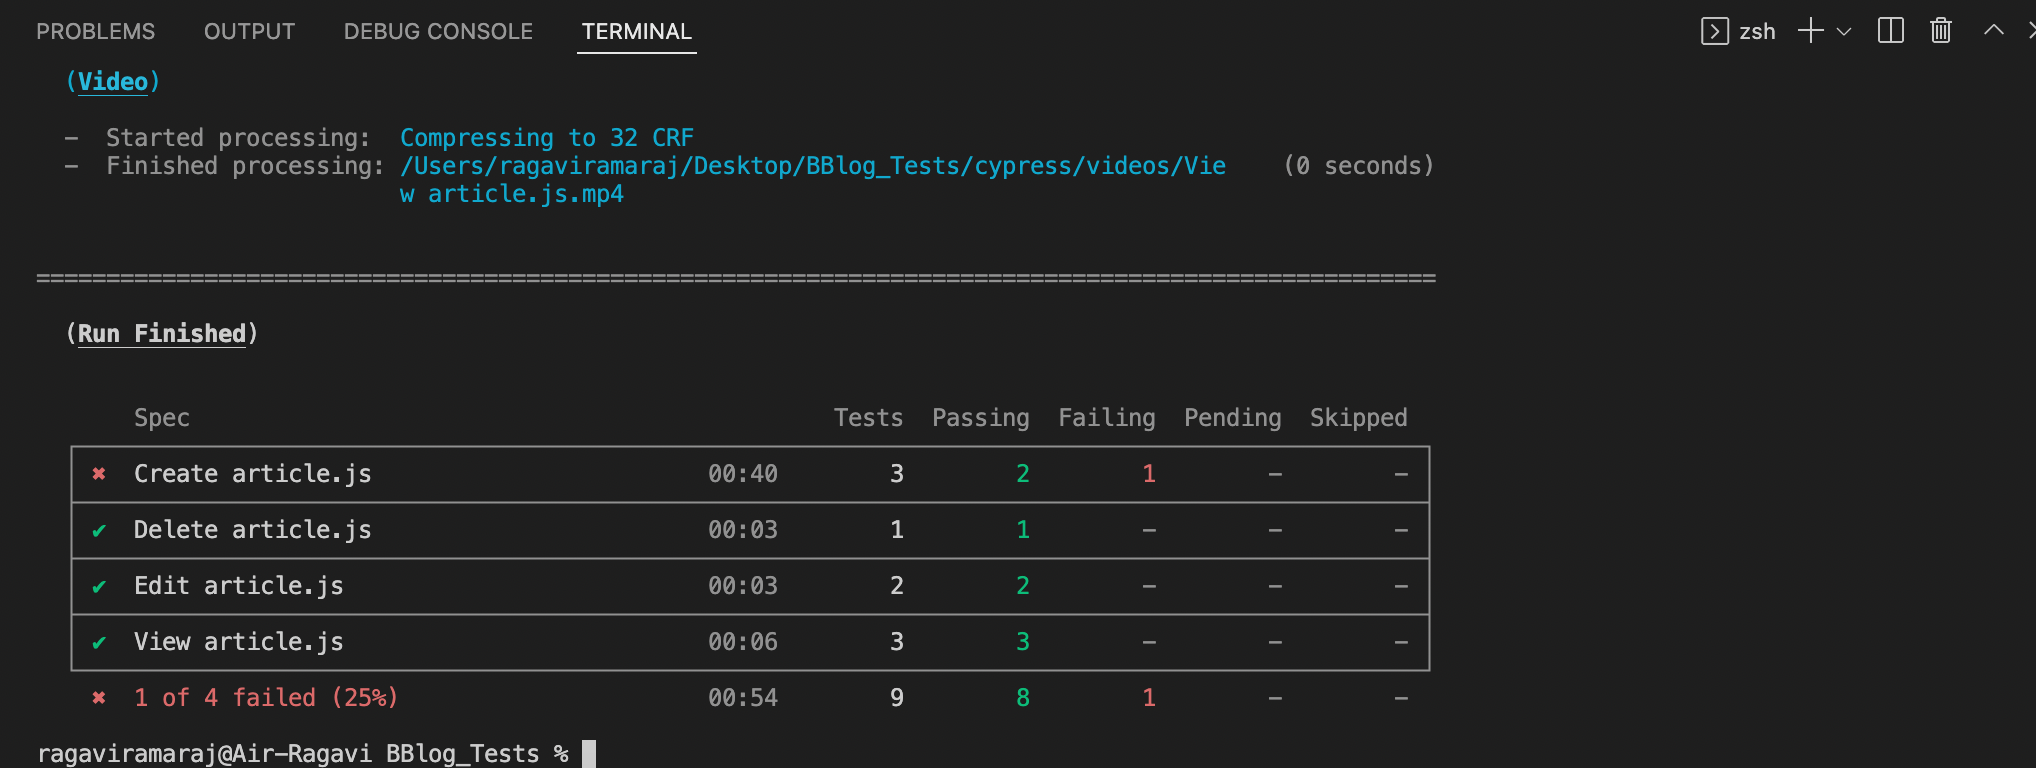 PROBLEMS OUTPUT DEBUG CONSOLE TERMINAL zsh
(Video)
- Started processing: Compressing to 32 CRF
- Finished processing: /Users/ragaviramaraj/Desktop/BBlog_Tests/cypress/videos/Vie (0 seconds)
w article.js.mp4
====================================================================================================
(Run Finished)
Spec Tests Passing Failing Pending Skipped
✖ Create article.js 00:40 3 2 1 - -
✔ Delete article.js 00:03 1 1 - - -
✔ Edit article.js 00:03 2 2 - - -
✔ View article.js 00:06 3 3 - - -
✖ 1 of 4 failed (25%) 00:54 9 8 1 - -
ragaviramaraj@Air-Ragavi BBlog_Tests %